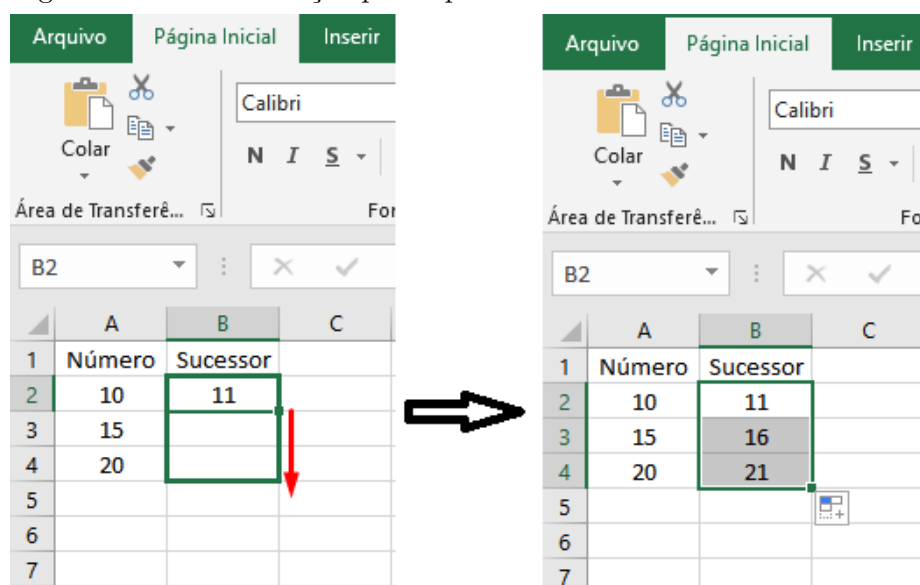 Arquivo Página Inicial Inserir
Calibri
Colar
N I S
Área de Transferê...
B2
A B C
1 Número Sucessor
2 10 11
3 15
4 20
5
6
7
Arquivo Página Inicial Inserir
Calibri
Colar
N I S
Área de Transferê...
B2
A B C
1 Número Sucessor
2 10 11
3 15 16
4 20 21
5
6
7